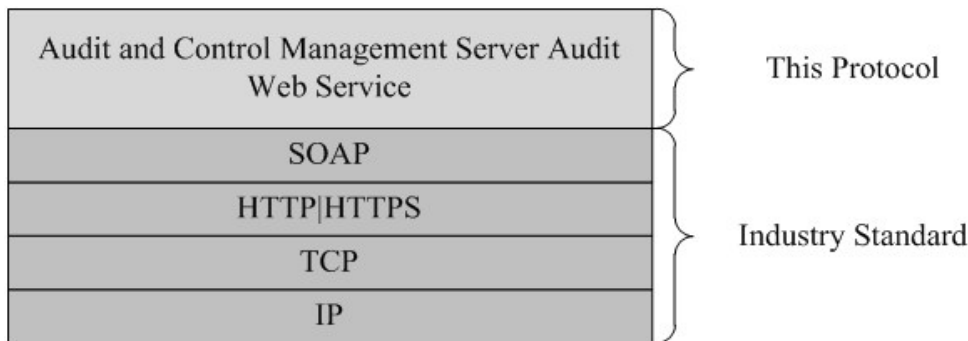 Audit and Control Management Server Audit
Web Service
This Protocol
SOAP
HTTP|HTTPS
TCP
IP
Industry Standard